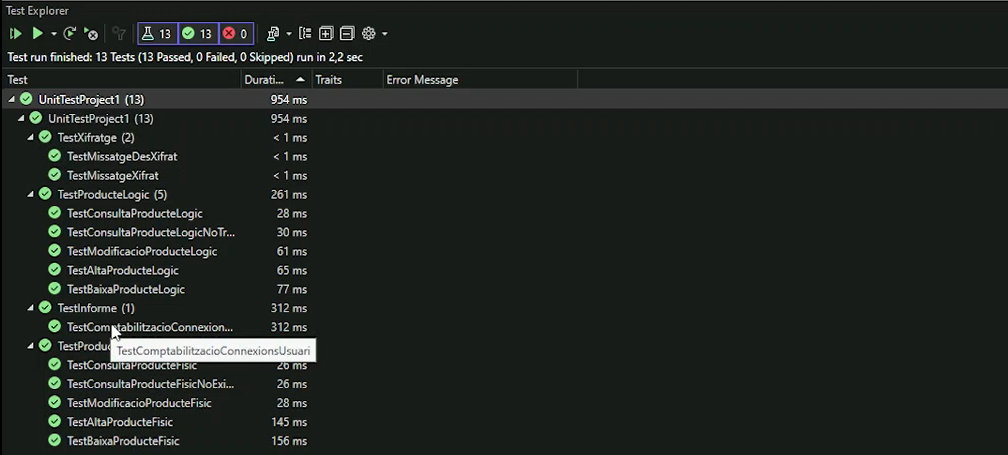 Test Explorer
13 13 0
Test run finished: 13 Tests (13 Passed, 0 Failed, 0 Skipped) run in 2,2 sec
Test Durati... Traits Error Message
UnitTestProject1 (13) 954 ms
UnitTestProject1 (13) 954 ms
TestXifratge (2) < 1 ms
TestMissatgeDesXifrat < 1 ms
TestMissatgeXifrat < 1 ms
TestProducteLogic (5) 261 ms
TestConsultaProducteLogic 28 ms
TestConsultaProducteLogicNoTr... 30 ms
TestModificacioProducteLogic 61 ms
TestAltaProducteLogic 65 ms
TestBaixaProducteLogic 77 ms
TestInforme (1) 312 ms
TestComptabilitzacioConnexion... 312 ms
TestProduc
TestComptabilitzacioConnexionsUsuari
TestConsultaProducteFisic 26 ms
TestConsultaProducteFisicNoExi... 26 ms
TestModificacioProducteFisic 28 ms
TestAltaProducteFisic 145 ms
TestBaixaProducteFisic 156 ms